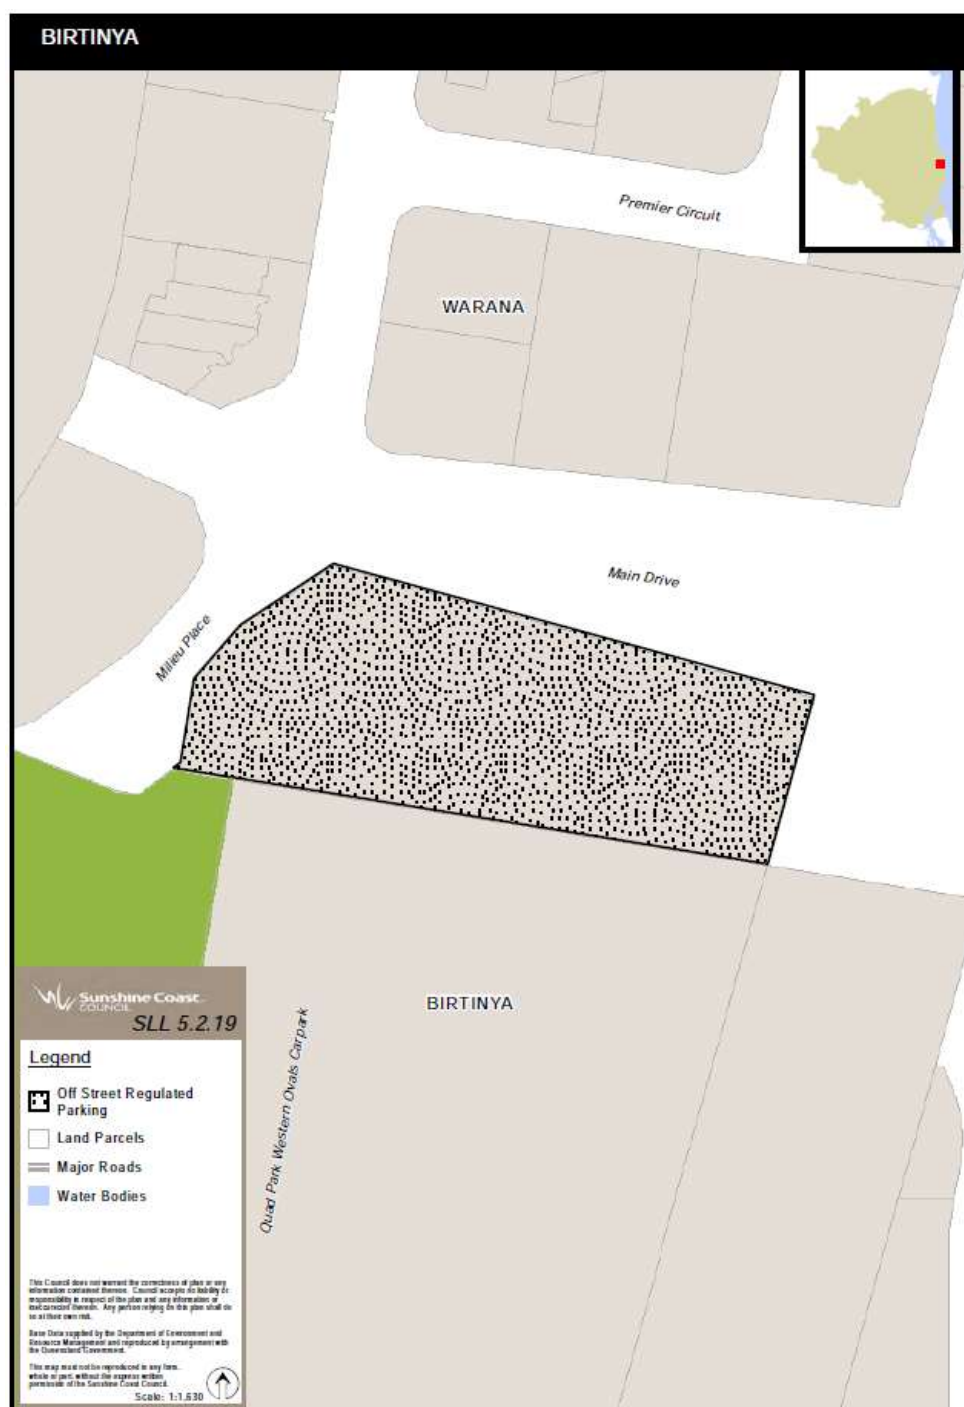 BIRTINYA
Premier Circuit
WARANA
Main Drive
Milieu Place
BIRTINYA
Quad Park Western Ovals Carpark
Sunshine Coast
COUNCIL
SLL 5.2.19
Legend
Off Street Regulated
Parking
Land Parcels
Major Roads
Water Bodies
This Council does not warrant the correctness of plan or any
information contained thereon. Council accepts no liability or
responsibility in respect of the plan and any information or
inaccuracies thereon. Any person relying on this plan shall do
so at their own risk.
Base Data supplied by the Department of Environment and
Resource Management and reproduced by arrangement with
the Queensland Government.
This map must not be reproduced in any form,
whole or part, without the express written
permission of the Sunshine Coast Council.
Scale: 1:1,630